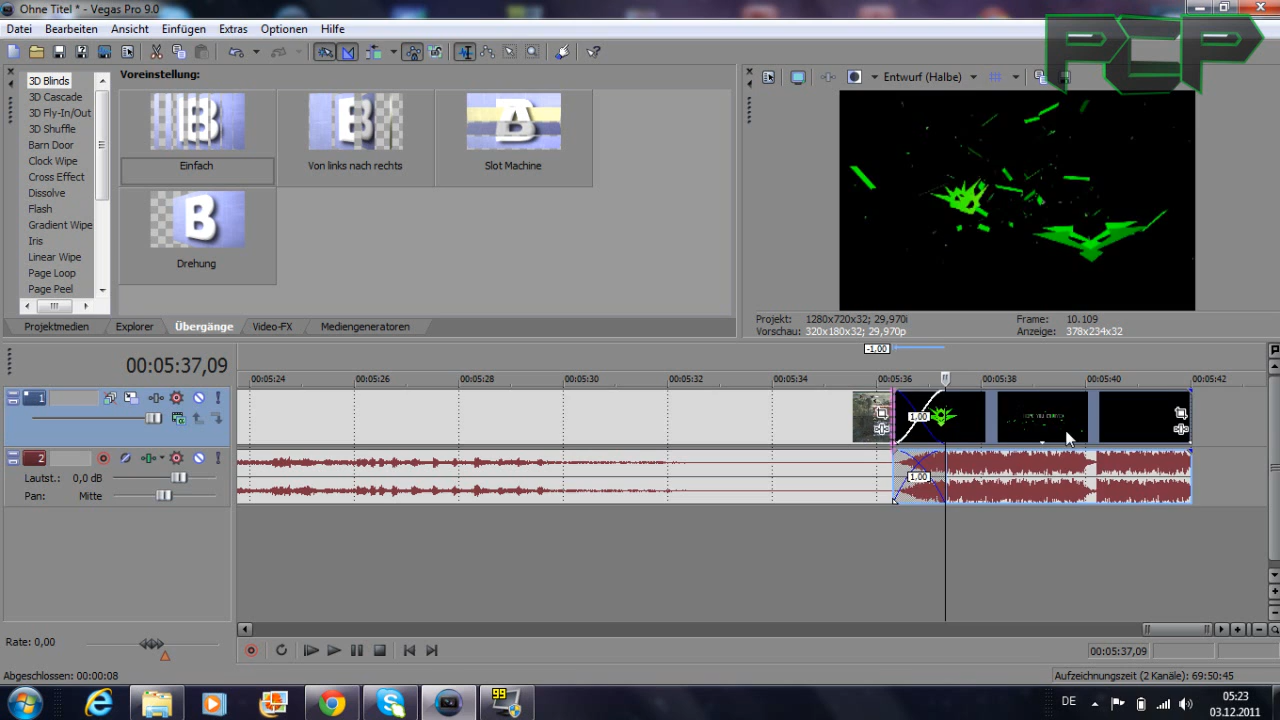 Ohne Titel * - Vegas Pro 9.0
Datei Bearbeiten Ansicht Einfügen Extras Optionen Hilfe
PCP
3D Blinds
3D Cascade
3D Fly-In/Out
3D Shuffle
Barn Door
Clock Wipe
Cross Effect
Dissolve
Flash
Gradient Wipe
Iris
Linear Wipe
Page Loop
Page Peel
Voreinstellung:
Einfach
Von links nach rechts
Slot Machine
Drehung
Projektmedien Explorer Übergänge Video-FX Mediengeneratoren
Entwurf (Halbe)
Projekt: 1280x720x32; 29,970i
Frame: 10.109
Vorschau: 320x180x32; 29,970p
Anzeige: 378x234x32
00:05:37,09
-1.00
00:05:24 00:05:26 00:05:28 00:05:30 00:05:32 00:05:34 00:05:36 00:05:38 00:05:40 00:05:42
1
1.00
2
Lautst.: 0,0 dB
Pan: Mitte
1.00
Rate: 0,00
00:05:37,09
Abgeschlossen: 00:00:08
Aufzeichnungszeit (2 Kanäle): 69:50:45
99
DE
05:23
03.12.2011